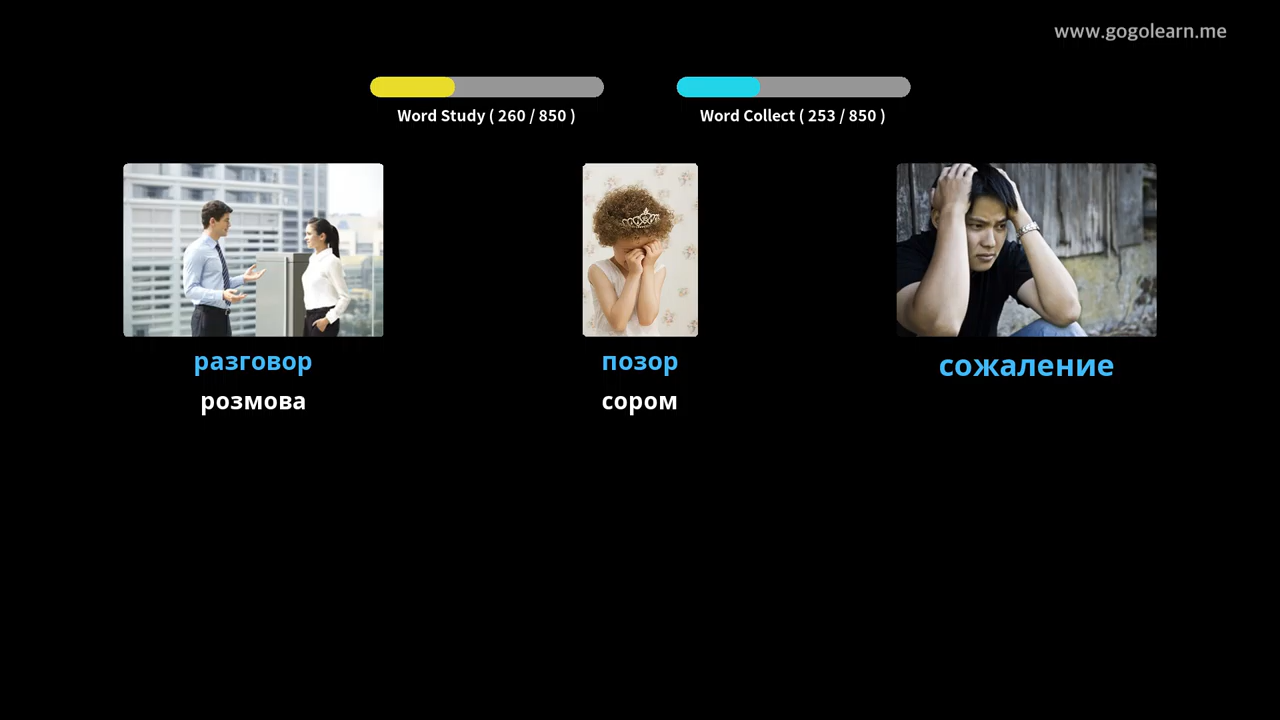 www.gogolearn.me
Word Study ( 260 / 850 )
Word Collect ( 253 / 850 )
разговор
розмова
позор
сором
сожаление